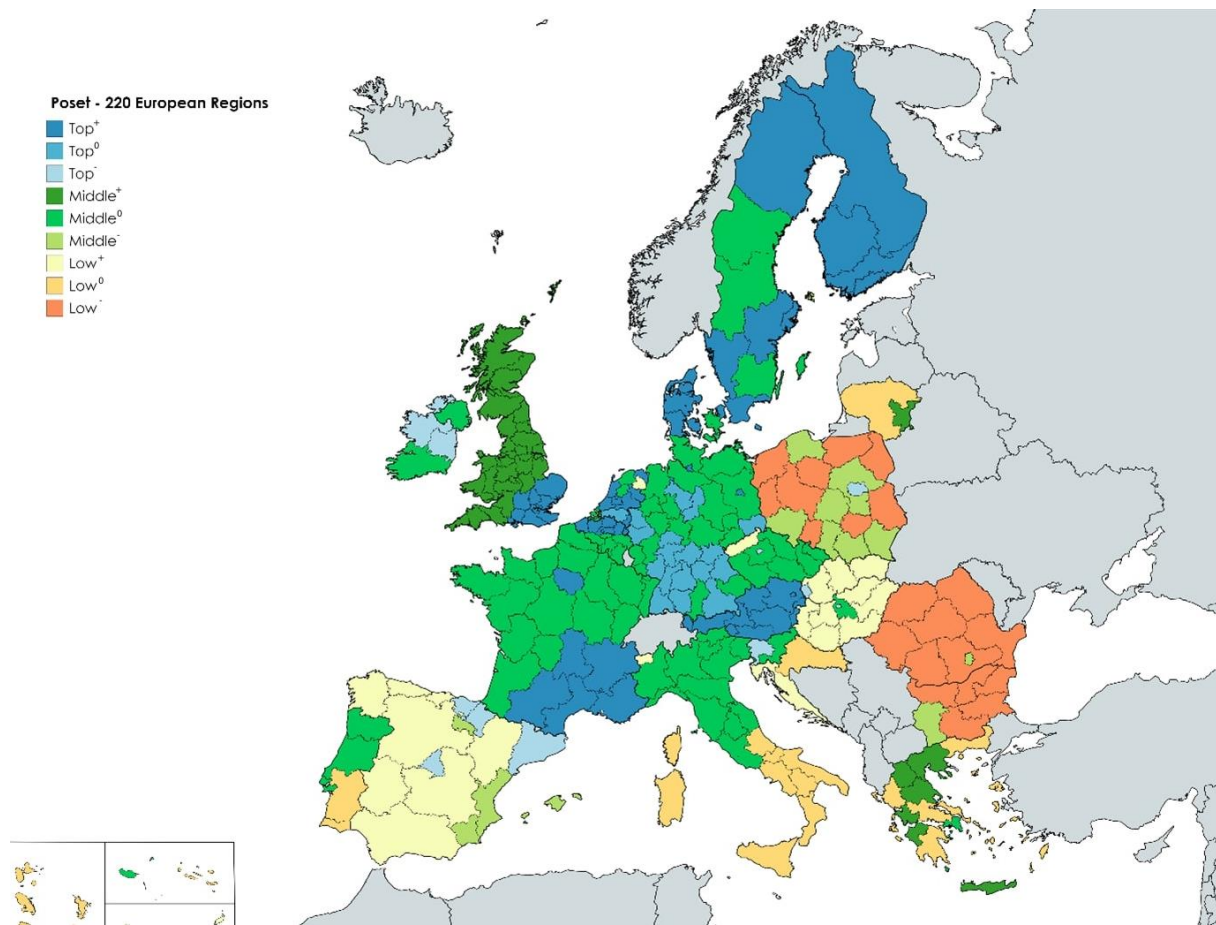 Poset - 220 European Regions
Top⁺
Top⁰
Top⁻
Middle⁺
Middle⁰
Middle⁻
Low⁺
Low⁰
Low⁻